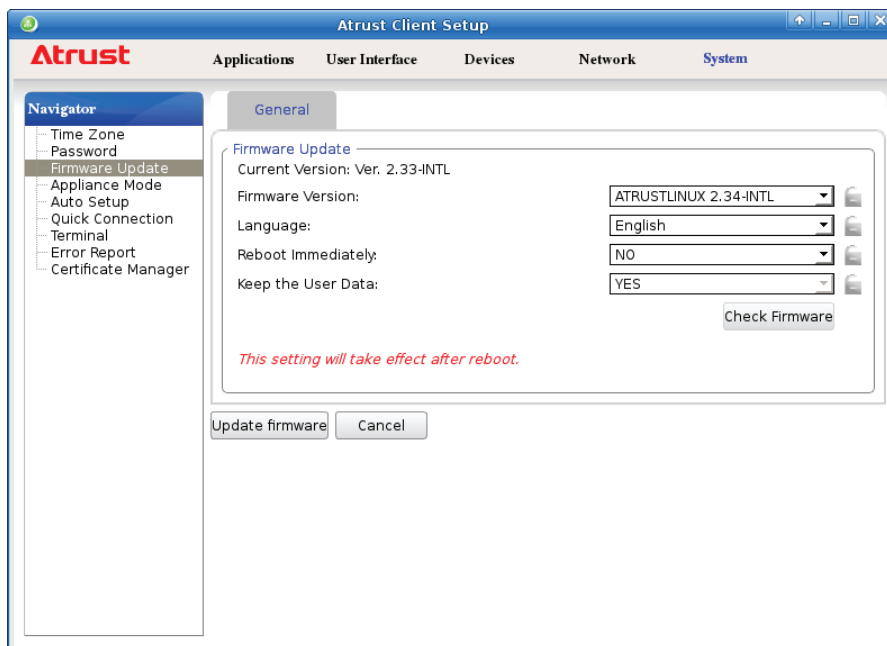 Atrust Client Setup
Atrust
Applications User Interface Devices Network System
Navigator
Time Zone
Password
Firmware Update
Appliance Mode
Auto Setup
Quick Connection
Terminal
Error Report
Certificate Manager
General
Firmware Update
Current Version: Ver. 2.33-INTL
Firmware Version: ATRUSTLINUX 2.34-INTL
Language: English
Reboot Immediately: NO
Keep the User Data: YES
Check Firmware
This setting will take effect after reboot.
Update firmware Cancel